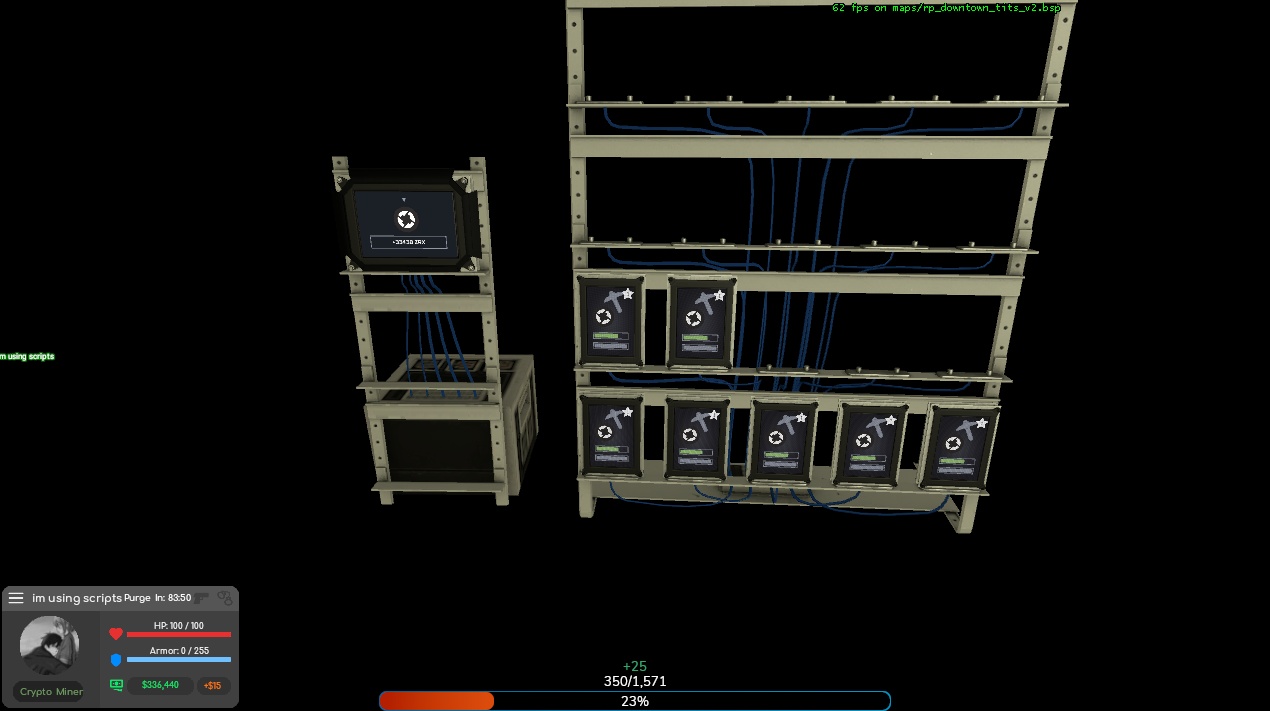 62 fps on maps/rp_downtown_tits_v2.bsp
m using scripts
im using scripts Purge In: 83:50
HP: 100 / 100
Armor: 0 / 255
Crypto Miner
$336,440
+$15
+25
350/1,571
23%